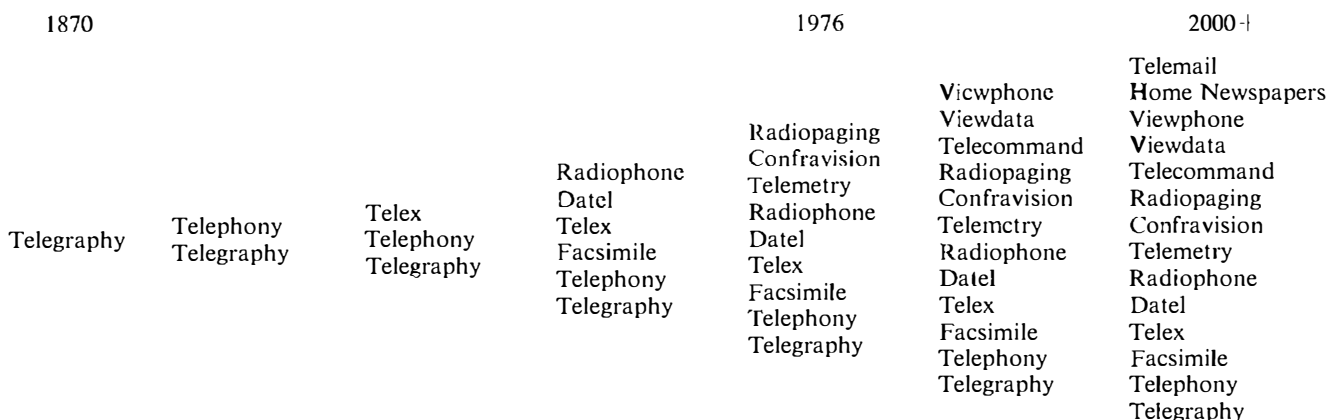 1870
1976
2000+
Telegraphy
Telephony
Telegraphy
Telex
Telephony
Telegraphy
Radiophone
Datel
Telex
Facsimile
Telephony
Telegraphy
Radiopaging
Confravision
Telemetry
Radiophone
Datel
Telex
Facsimile
Telephony
Telegraphy
Viewphone
Viewdata
Telecommand
Radiopaging
Confravision
Telemetry
Radiophone
Datel
Telex
Facsimile
Telephony
Telegraphy
Telemail
Home Newspapers
Viewphone
Viewdata
Telecommand
Radiopaging
Confravision
Telemetry
Radiophone
Datel
Telex
Facsimile
Telephony
Telegraphy